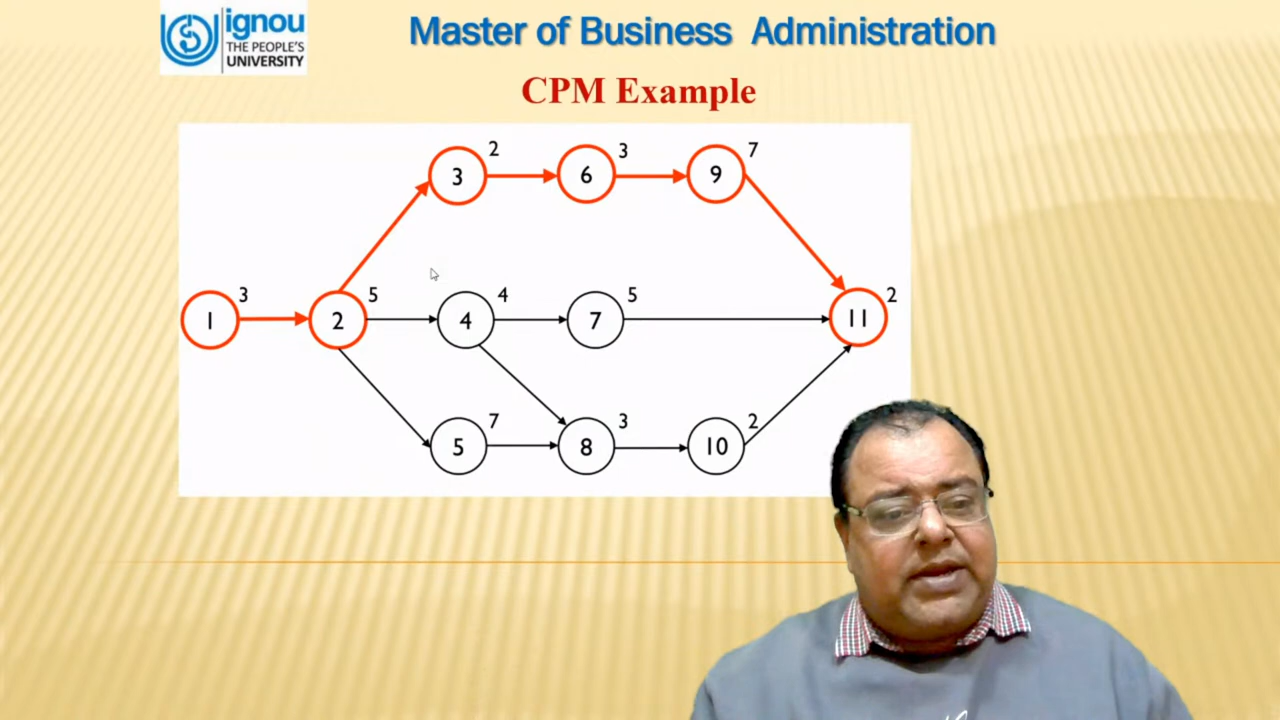 ignou
THE PEOPLE'S
UNIVERSITY
Master of Business Administration
CPM Example
3 2 6 3 9 7
1 3 2 5 4 4 7 5 11 2
5 7 8 3 10 2